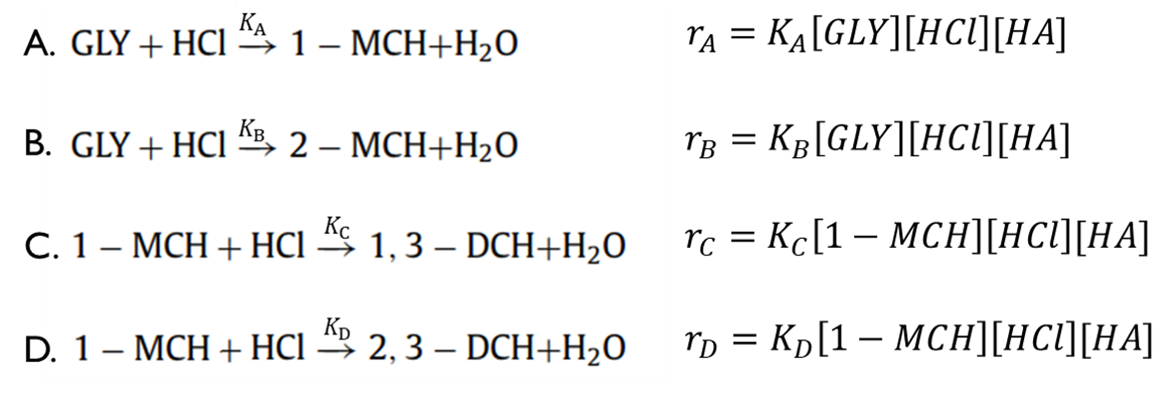 A. GLY + HCl K_A → 1 − MCH+H₂O r_A = K_A[GLY][HCl][HA]
B. GLY + HCl K_B → 2 − MCH+H₂O r_B = K_B[GLY][HCl][HA]
C. 1 − MCH + HCl K_C → 1, 3 − DCH+H₂O r_C = K_C[1 − MCH][HCl][HA]
D. 1 − MCH + HCl K_D → 2, 3 − DCH+H₂O r_D = K_D[1 − MCH][HCl][HA]